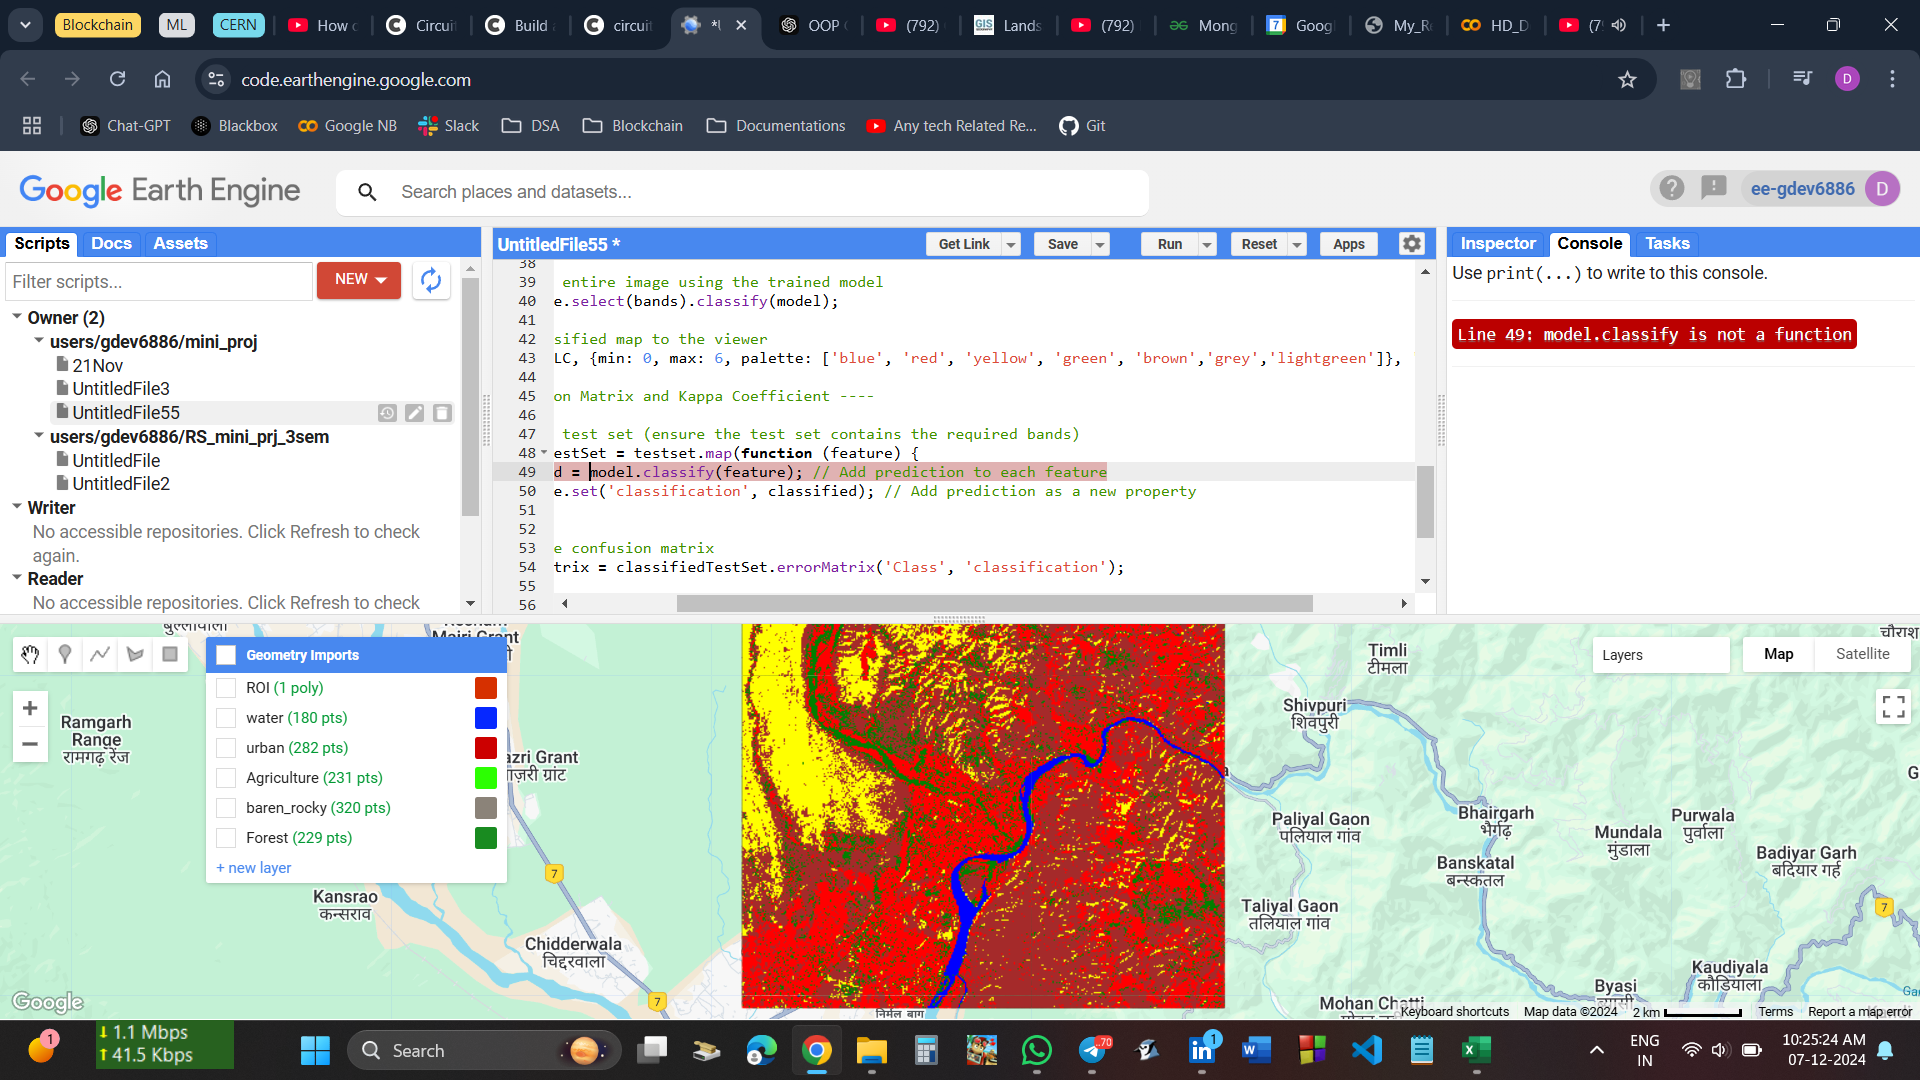 Blockchain
ML
CERN
How
Circui
Build
circuit
OOP
(792)
Lands
(792)
Mong
Googl
My_R
HD_D
code.earthengine.google.com
D
Chat-GPT
Blackbox
Google NB
Slack
DSA
Blockchain
Documentations
Any tech Related Re...
Git
Google Earth Engine
Search places and datasets...
ee-gdev6886
D
Scripts
Docs
Assets
Filter scripts...
NEW
Owner (2)
users/gdev6886/mini_proj
21Nov
UntitledFile3
UntitledFile55
users/gdev6886/RS_mini_prj_3sem
UntitledFile
UntitledFile2
Writer
No accessible repositories. Click Refresh to check
again.
Reader
No accessible repositories. Click Refresh to check
UntitledFile55 *
Get Link
Save
Run
Reset
Apps
38
39 entire image using the trained model
40 e.select(bands).classify(model);
41
42 sified map to the viewer
43 LC, {min: 0, max: 6, palette: ['blue', 'red', 'yellow', 'green', 'brown','grey','lightgreen']},
44
45 on Matrix and Kappa Coefficient ----
46
47 test set (ensure the test set contains the required bands)
48 estSet = testset.map(function (feature) {
49 d = model.classify(feature); // Add prediction to each feature
50 e.set('classification', classified); // Add prediction as a new property
51
52
53 e confusion matrix
54 trix = classifiedTestSet.errorMatrix('Class', 'classification');
55
56
Inspector
Console
Tasks
Use print(...) to write to this console.
Line 49: model.classify is not a function
Geometry Imports
ROI (1 poly)
water (180 pts)
urban (282 pts)
Agriculture (231 pts)
baren_rocky (320 pts)
Forest (229 pts)
+ new layer
Layers
Map
Satellite
Ramgarh
Range
रामगढ़ रेंज
azri Grant
Kansrao
कन्सराव
Chidderwala
चिद्दरवाला
7
7
Timli
टीमला
Shivpuri
शिवपुरी
Paliyal Gaon
पलियाल गांव
Bhairgarh
भैर्गढ़
Mundala
मुंडाला
Purwala
पुर्वाला
Banskatal
बन्स्कतल
Badiyar Garh
बदियार गर्ह
Taliyal Gaon
तलियाल गांव
7
Kaudiyala
कौडियाला
Byasi
Mohan Chatti
निर्मल बाग
चौराश
Google
Keyboard shortcuts
Map data ©2024
2 km
Terms
Report a map error
1
1.1 Mbps
41.5 Kbps
Search
70
1
ENG
IN
10:25:24 AM
07-12-2024